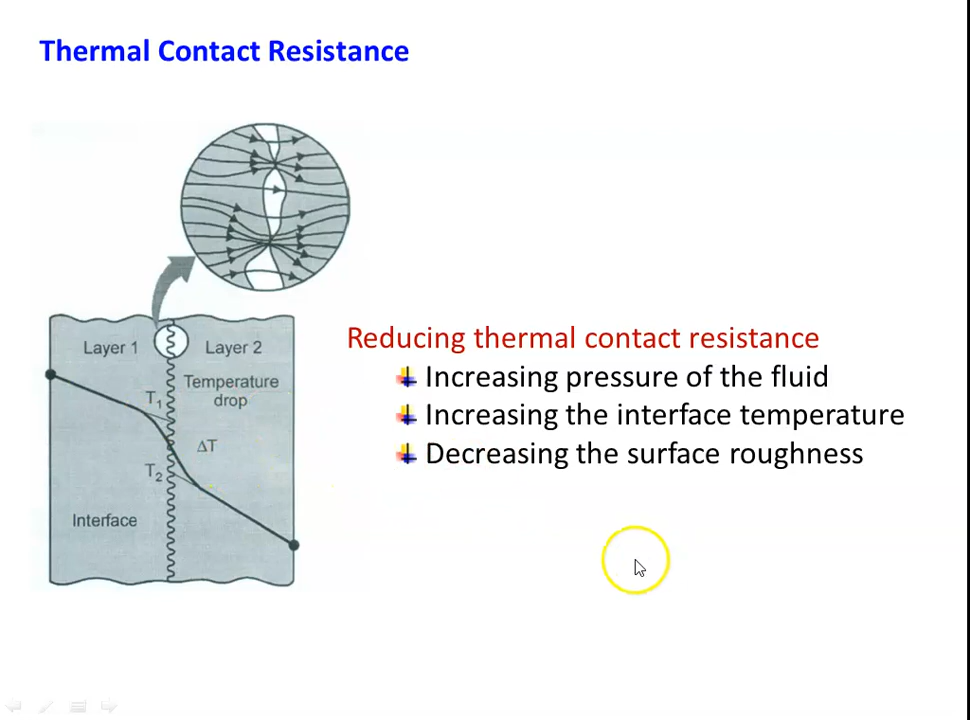 Thermal Contact Resistance
Layer 1
Layer 2
Temperature
drop
T1
ΔT
T2
Interface
Reducing thermal contact resistance
Increasing pressure of the fluid
Increasing the interface temperature
Decreasing the surface roughness